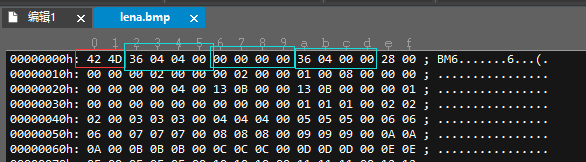 编辑1 lena.bmp
0 1 2 3 4 5 6 7 8 9 a b c d e f
00000000h: 42 4D 36 04 04 00 00 00 00 00 36 04 00 00 28 00 ; BM6.......6...(.
00000010h: 00 00 00 02 00 00 00 02 00 00 01 00 08 00 00 00 ; ................
00000020h: 00 00 00 00 04 00 13 0B 00 00 13 0B 00 00 00 01 ; ................
00000030h: 00 00 00 00 00 00 00 00 00 00 01 01 01 00 02 02 ; ................
00000040h: 02 00 03 03 03 00 04 04 04 00 05 05 05 00 06 06 ; ................
00000050h: 06 00 07 07 07 00 08 08 08 00 09 09 09 00 0A 0A ; ................
00000060h: 0A 00 0B 0B 0B 00 0C 0C 0C 00 0D 0D 0D 00 0E 0E ; ................